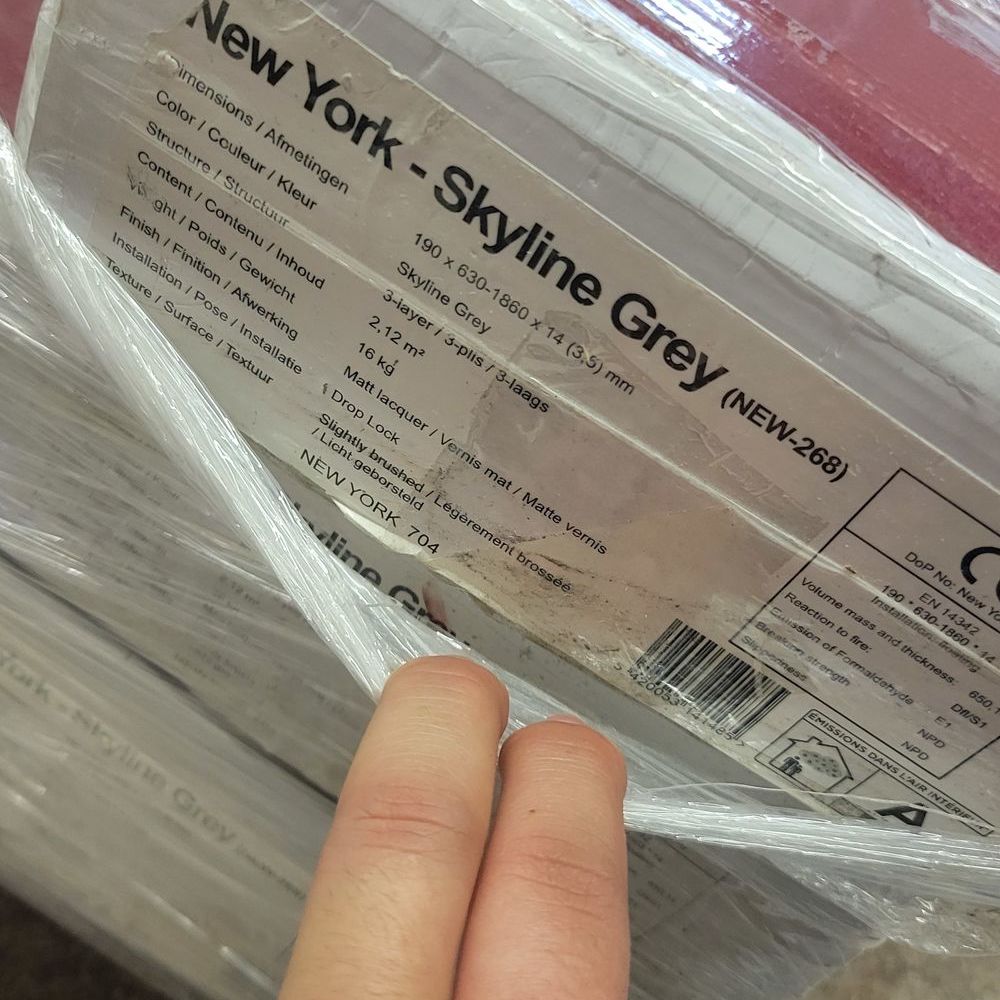 New York - Skyline Grey (NEW-268)
Dimensions / Afmetingen 190 x 630-1860 x 14 (3,5) mm
Color / Couleur / Kleur Skyline Grey
Structure / Structuur 3-layer / 3-plis / 3-laags
Content / Contenu / Inhoud 2,12 m²
Weight / Poids / Gewicht 16 kg
Finish / Finition / Afwerking Matt lacquer / Vernis mat / Matte vernis
Installation / Pose / Installatie Drop Lock
Texture / Surface / Textuur Slightly brushed / Légèrement brossée
/ Licht geborsteld
NEW YORK 704
DoP No: New Yo
EN 14342
190 * 630-1860 * 14
Installation: floating
Volume mass and thickness: 650,
Reaction to fire: Dfl/S1
Emission of Formaldehyde E1
Breaking strength NPD
Slipperiness NPD
EMISSIONS DANS L'AIR INTÉRIEUR
A
Skyline Grey
York - Skyline Grey